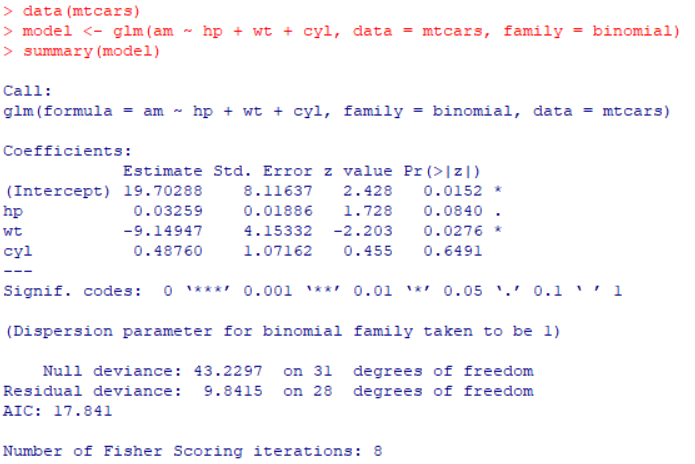 > data(mtcars)
> model <- glm(am ~ hp + wt + cyl, data = mtcars, family = binomial)
> summary(model)
Call:
glm(formula = am ~ hp + wt + cyl, family = binomial, data = mtcars)
Coefficients:
Estimate Std. Error z value Pr(>|z|)
(Intercept) 19.70288 8.11637 2.428 0.0152 *
hp 0.03259 0.01886 1.728 0.0840 .
wt -9.14947 4.15332 -2.203 0.0276 *
cyl 0.48760 1.07162 0.455 0.6491
---
Signif. codes: 0 ‘***’ 0.001 ‘**’ 0.01 ‘*’ 0.05 ‘.’ 0.1 ‘ ’ 1
(Dispersion parameter for binomial family taken to be 1)
Null deviance: 43.2297 on 31 degrees of freedom
Residual deviance: 9.8415 on 28 degrees of freedom
AIC: 17.841
Number of Fisher Scoring iterations: 8